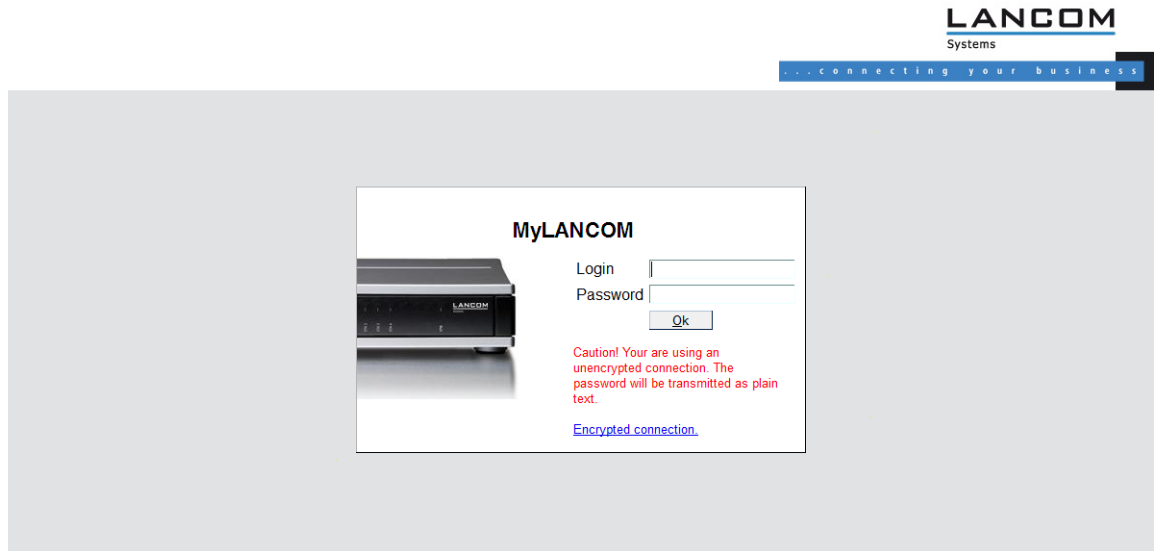 LANCOM
Systems
...connecting your business
MyLANCOM
LANCOM
Login
Password
Ok
Caution! Your are using an
unencrypted connection. The
password will be transmitted as plain
text.
Encrypted connection.